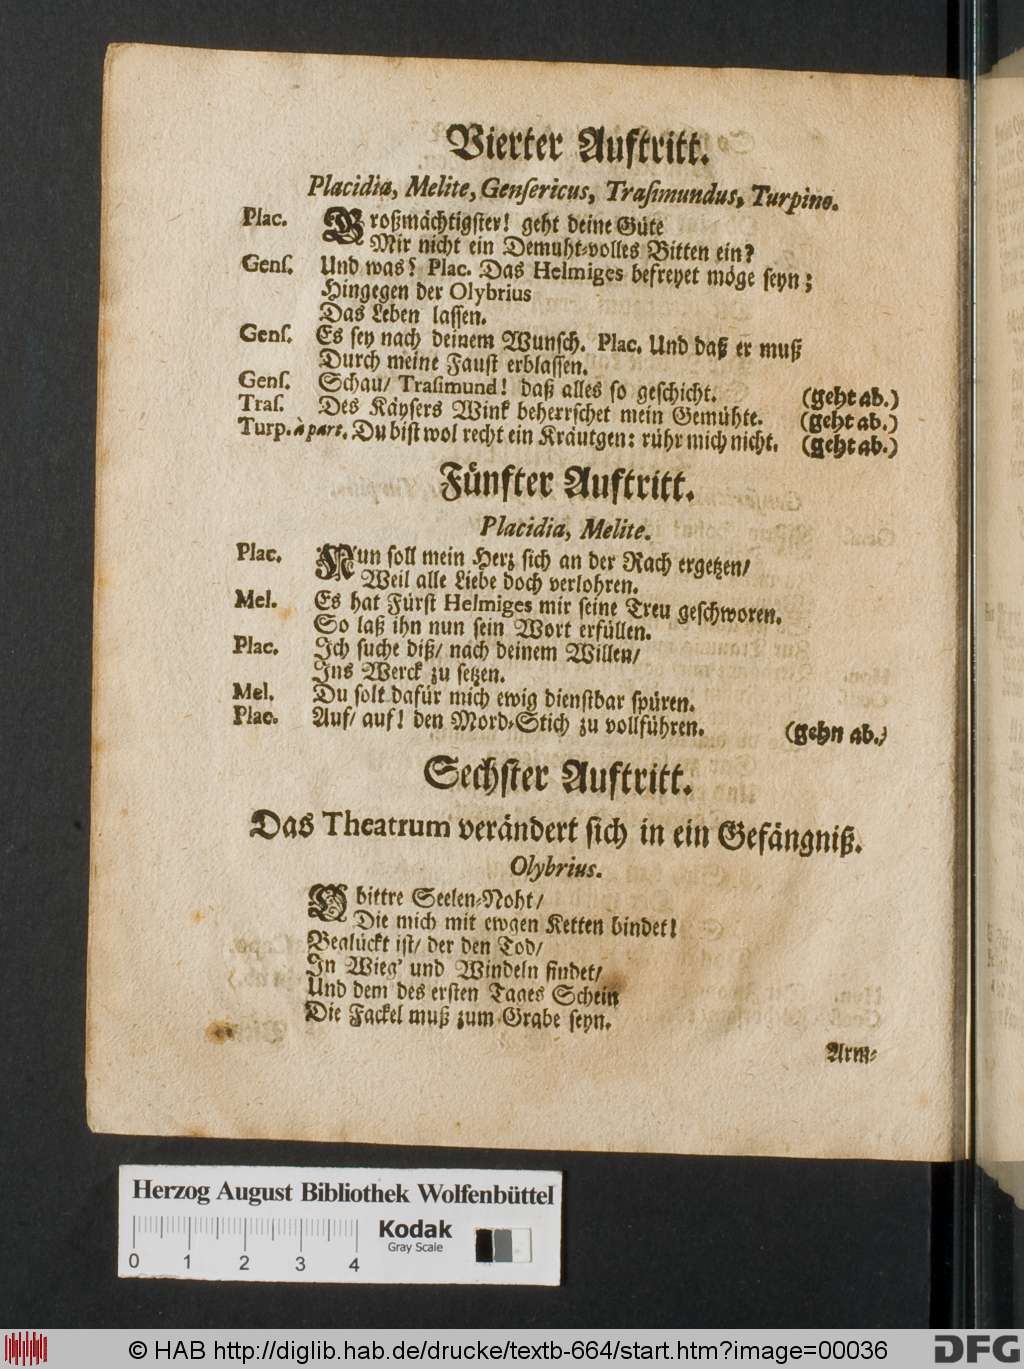 Vierter Auftritt.
Placidia, Melite, Gensericus, Trasimundus, Turpino.
Plac. Großmächtigster! geht deine Güte
Mir nicht ein Demuht-volles Bitten ein?
Gens. Und was? Plac. Das Helmiges befreyet möge seyn;
Hingegen der Olybrius
Das Leben lassen.
Gens. Es sey nach deinem Wunsch. Plac. Und daß er muß
Durch meine Faust erblassen.
Gens. Schau/ Trasimund! daß alles so geschicht. (geht ab.)
Tras. Des Käysers Wink beherrschet mein Gemühte. (geht ab.)
Turp. à part. Du bist wol recht ein Kräutgen: rühr mich nicht. (geht ab.)
Fünfter Auftritt.
Placidia, Melite.
Plac. Nun soll mein Herz sich an der Rach ergetzen/
Weil alle Liebe doch verlohren.
Mel. Es hat Fürst Helmiges mir seine Treu geschworen.
So laß ihn nun sein Wort erfüllen.
Plac. Ich suche diß/ nach deinem Willen/
Ins Werck zu setzen.
Mel. Du solt dafür mich ewig dienstbar spüren.
Plac. Auf/ auf! den Mord-Stich zu vollführen. (gehn ab.)
Sechster Auftritt.
Das Theatrum verändert sich in ein Gefängniß.
Olybrius.
O bittre Seelen-Noht/
Die mich mit ewgen Ketten bindet!
Beglückt ist/ der den Tod/
In Wieg' und Windeln findet/
Und dem des ersten Tages Schein
Die Fackel muß zum Grabe seyn.
Arm-
Herzog August Bibliothek Wolfenbüttel
Kodak
Gray Scale
0 1 2 3 4
© HAB http://diglib.hab.de/drucke/textb-664/start.htm?image=00036
DFG